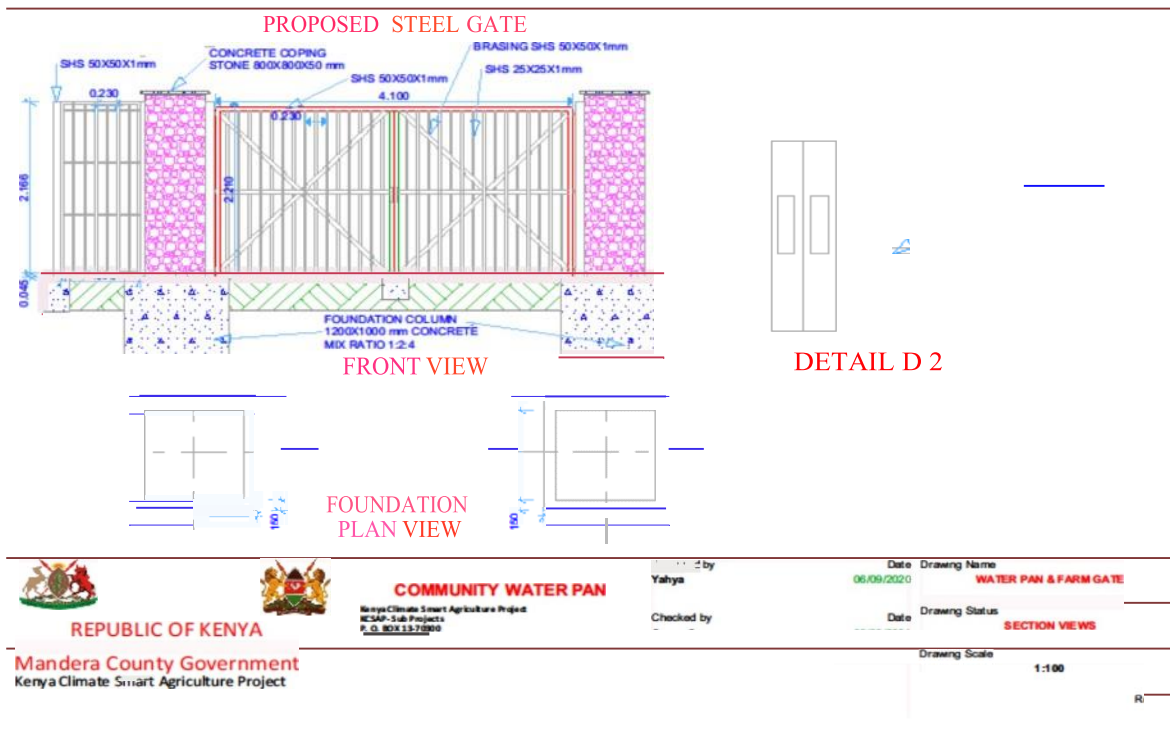 PROPOSED STEEL GATE
BRASING SHS 50X50X1mm
CONCRETE COPING
STONE 800X800X50 mm
SHS 50X50X1mm
SHS 25X25X1mm
SHS 50X50X1mm
0.230
4.100
0.230
2.166
2.210
0.045
FOUNDATION COLUMN
1200X1000 mm CONCRETE
MIX RATIO 1:2:4
FRONT VIEW
DETAIL D 2
FOUNDATION
PLAN VIEW
150
150
by
Yahya
Date
06/09/2020
Drawing Name
WATER PAN & FARM GATE
COMMUNITY WATER PAN
Kenya Climate Smart Agriculture Project
KCSAP- Sub Projects
P. O. BOX 13-70300
Checked by
Date
Drawing Status
SECTION VIEWS
REPUBLIC OF KENYA
Mandera County Government
Kenya Climate Smart Agriculture Project
Drawing Scale
1:100